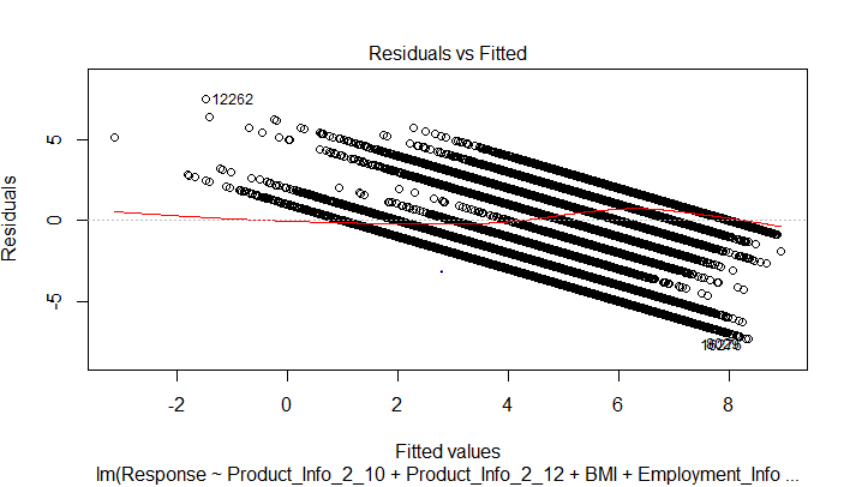 Residuals vs Fitted
12262
5
0
-5
Residuals
-2 0 2 4 6 8
Fitted values
lm(Response ~ Product_Info_2_10 + Product_Info_2_12 + BMI + Employment_Info ...